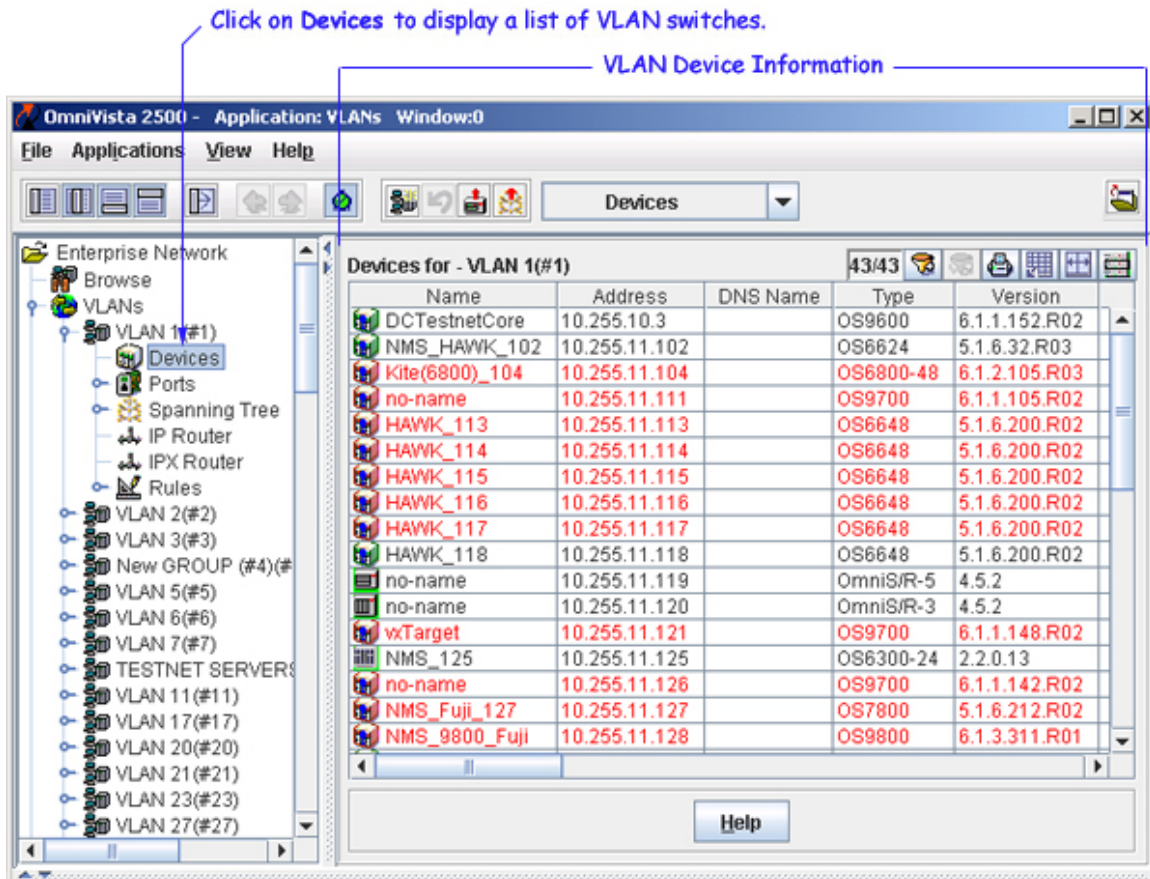 Click on Devices to display a list of VLAN switches.
VLAN Device Information
OmniVista 2500 - Application: VLANs Window:0
File Applications View Help
Devices
Enterprise Network
Browse
VLANs
VLAN 1(#1)
Devices
Ports
Spanning Tree
IP Router
IPX Router
Rules
VLAN 2(#2)
VLAN 3(#3)
New GROUP (#4)(#
VLAN 5(#5)
VLAN 6(#6)
VLAN 7(#7)
TESTNET SERVERS
VLAN 11(#11)
VLAN 17(#17)
VLAN 20(#20)
VLAN 21(#21)
VLAN 23(#23)
VLAN 27(#27)
Devices for - VLAN 1(#1) 43/43
Name Address DNS Name Type Version
DCTestnetCore 10.255.10.3 OS9600 6.1.1.152.R02
NMS_HAWK_102 10.255.11.102 OS6624 5.1.6.32.R03
Kite(6800)_104 10.255.11.104 OS6800-48 6.1.2.105.R03
no-name 10.255.11.111 OS9700 6.1.1.105.R02
HAWK_113 10.255.11.113 OS6648 5.1.6.200.R02
HAWK_114 10.255.11.114 OS6648 5.1.6.200.R02
HAWK_115 10.255.11.115 OS6648 5.1.6.200.R02
HAWK_116 10.255.11.116 OS6648 5.1.6.200.R02
HAWK_117 10.255.11.117 OS6648 5.1.6.200.R02
HAWK_118 10.255.11.118 OS6648 5.1.6.200.R02
no-name 10.255.11.119 OmniS/R-5 4.5.2
no-name 10.255.11.120 OmniS/R-3 4.5.2
vxTarget 10.255.11.121 OS9700 6.1.1.148.R02
NMS_125 10.255.11.125 OS6300-24 2.2.0.13
no-name 10.255.11.126 OS9700 6.1.1.142.R02
NMS_Fuji_127 10.255.11.127 OS7800 5.1.6.212.R02
NMS_9800_Fuji 10.255.11.128 OS9800 6.1.3.311.R01
Help